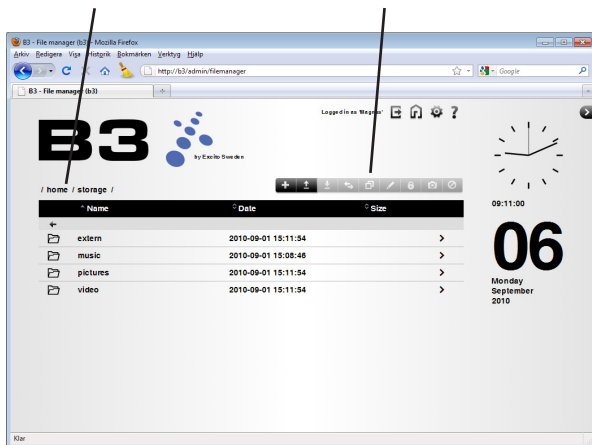 B3 - File manager (b3) - Mozilla Firefox
Arkiv Redigera Visa Historik Bokmärken Verktyg Hjälp
http://b3/admin/filemanager
Google
B3 - File manager (b3)
Logged in as 'Magnus'
B3
by Excito Sweden
/ home / storage /
Name Date Size
extern 2010-09-01 15:11:54
music 2010-09-01 15:08:46
pictures 2010-09-01 15:11:54
video 2010-09-01 15:11:54
09:11:00
06
Monday
September
2010
Klar